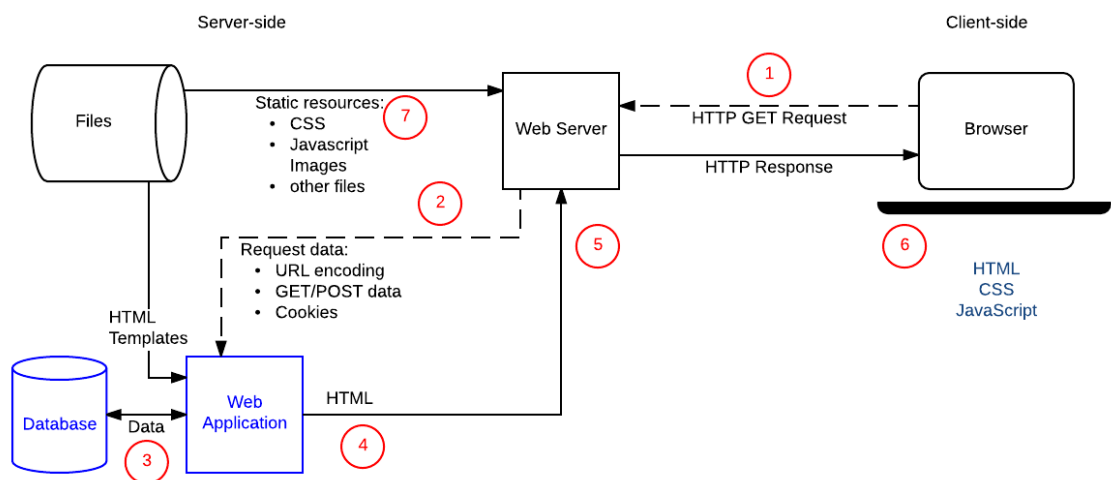 Server-side
Client-side
Files
Static resources:
• CSS
• Javascript
Images
• other files
7
Web Server
1
HTTP GET Request
HTTP Response
Browser
2
Request data:
• URL encoding
• GET/POST data
• Cookies
5
6
HTML
CSS
JavaScript
HTML
Templates
Database
Data
3
Web
Application
HTML
4